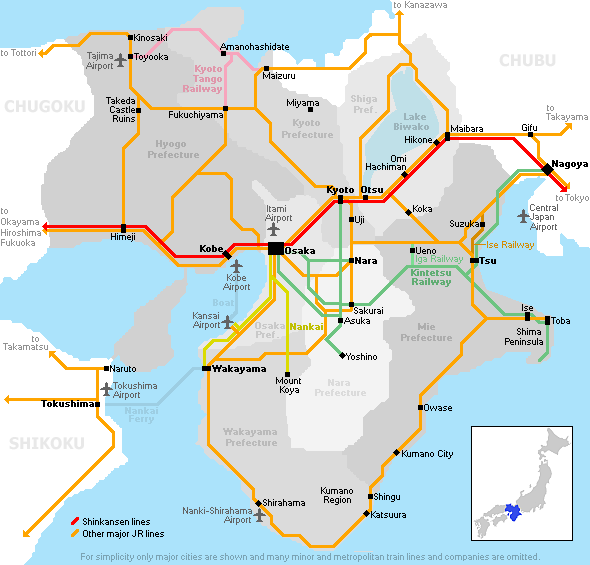 to Kanazawa
to Tottori
Kinosaki
Toyooka
Tajima
Airport
Amanohashidate
Maizuru
Kyoto
Tango
Railway
CHUGOKU
CHUBU
Takeda
Castle
Ruins
Fukuchiyama
Miyama
Kyoto
Prefecture
Shiga
Pref.
Lake
Biwako
Hikone
Maibara
Gifu
to
Takayama
Hyogo
Prefecture
Omi
Hachiman
Nagoya
to Tokyo
Kyoto
Otsu
Koka
Uji
Suzuka
Central
Japan
Airport
to
Okayama
Hiroshima
Fukuoka
Himeji
Itami
Airport
Kobe
Osaka
Kobe
Airport
Boat
Nara
Ueno
Iga Railway
Ise Railway
Tsu
Kintetsu
Railway
Kansai
Airport
Osaka
Pref.
Nankai
Sakurai
Asuka
Yoshino
Mie
Prefecture
Ise
Toba
Shima
Peninsula
to
Takamatsu
Naruto
Tokushima
Airport
Tokushima
Nankai
Ferry
Wakayama
Mount
Koya
Nara
Prefecture
SHIKOKU
Wakayama
Prefecture
Owase
Kumano City
Kumano
Region
Shingu
Katsuura
Shirahama
Nanki-Shirahama
Airport
Shinkansen lines
Other major JR lines
For simplicity only major cities are shown and many minor and metropolitan train lines and companies are omitted.